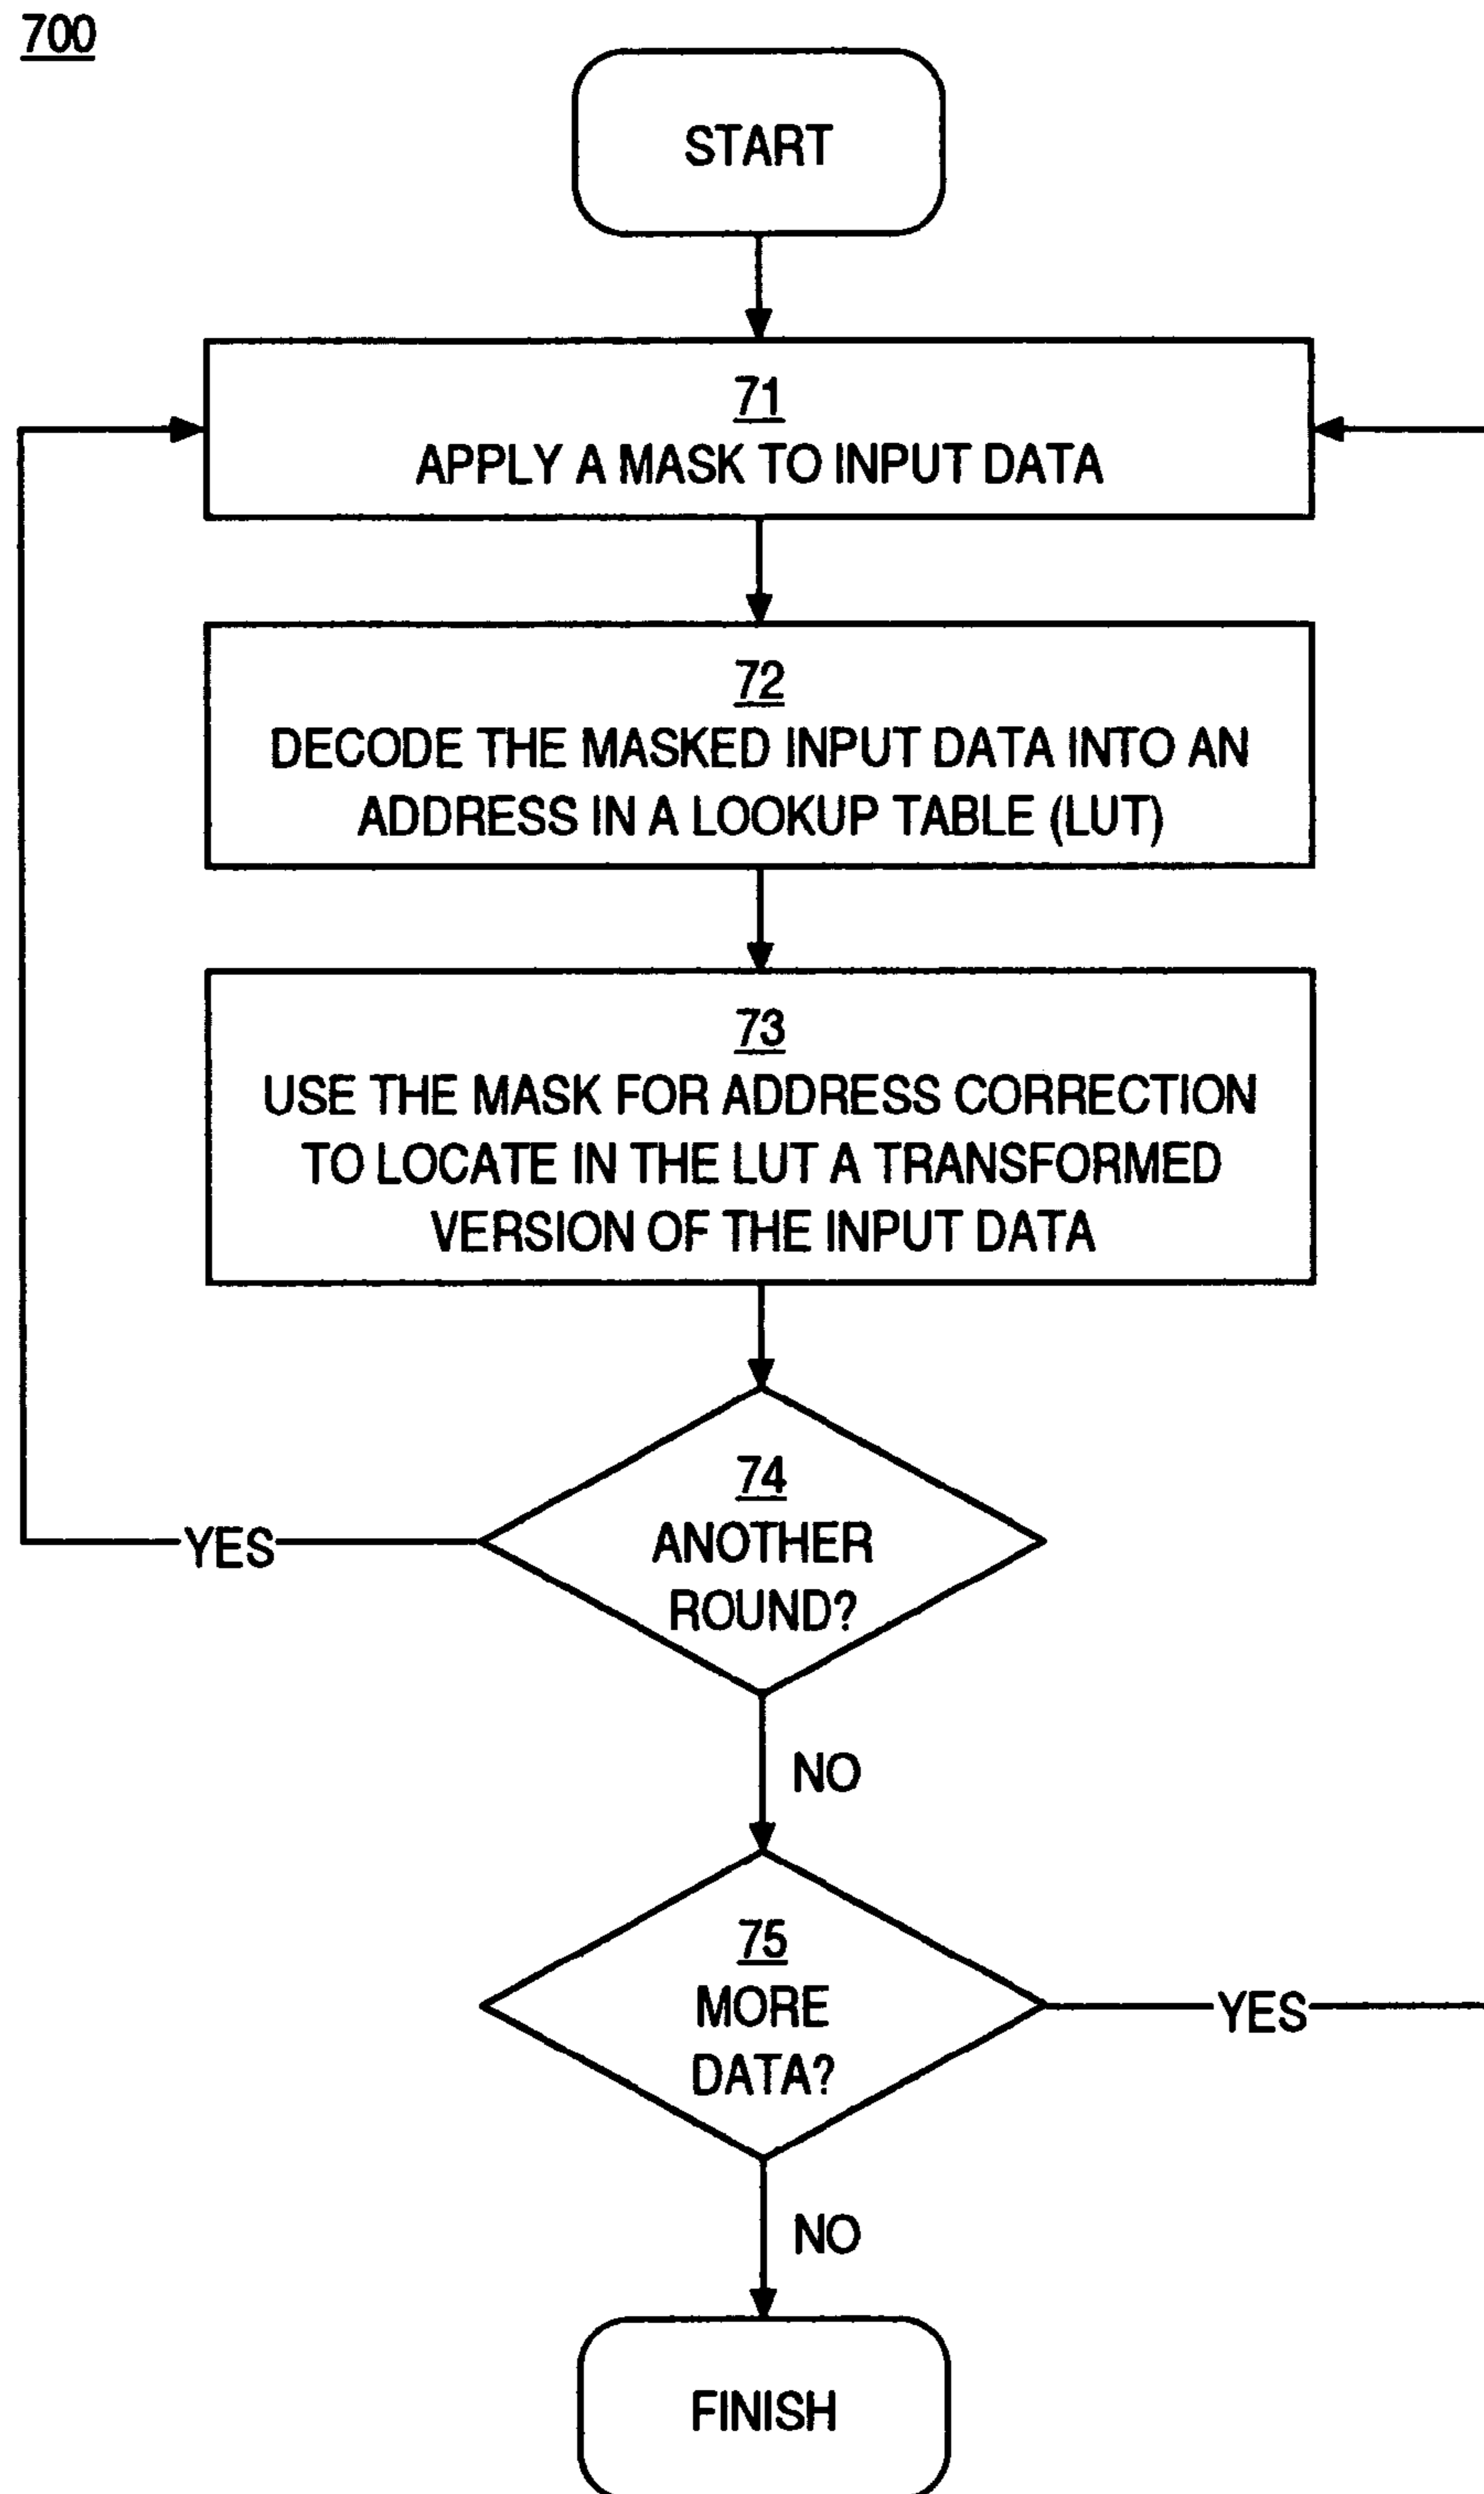 700
START
71
APPLY A MASK TO INPUT DATA
72
DECODE THE MASKED INPUT DATA INTO AN
ADDRESS IN A LOOKUP TABLE (LUT)
73
USE THE MASK FOR ADDRESS CORRECTION
TO LOCATE IN THE LUT A TRANSFORMED
VERSION OF THE INPUT DATA
74
ANOTHER
ROUND?
YES
NO
75
MORE
DATA?
YES
NO
FINISH